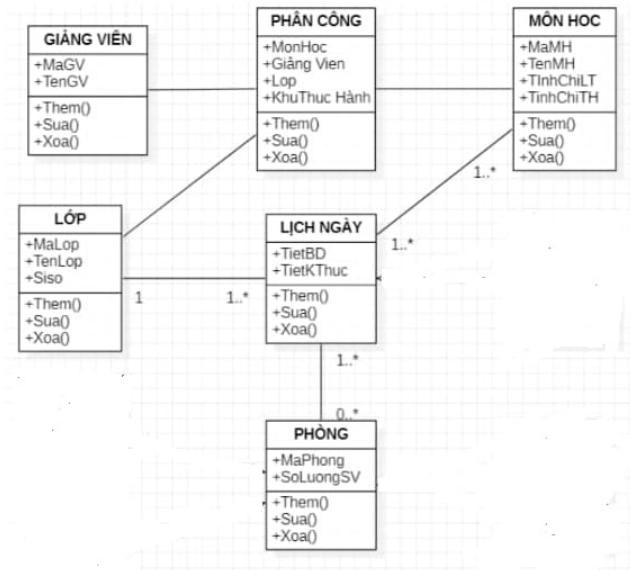 GIẢNG VIÊN
+MaGV
+TenGV
+Them()
+Sua()
+Xoa()
PHÂN CÔNG
+MonHoc
+Giảng Vien
+Lop
+KhuThuc Hành
+Them()
+Sua()
+Xoa()
MÔN HOC
+MaMH
+TenMH
+TInhChiLT
+TinhChiTH
+Them()
+Sua()
+Xoa()
1..*
1..*
LỚP
+MaLop
+TenLop
+Siso
+Them()
+Sua()
+Xoa()
1
1..*
LỊCH NGÀY
+TietBD
+TietKThuc
+Them()
+Sua()
+Xoa()
1..*
0..*
PHÒNG
+MaPhong
+SoLuongSV
+Them()
+Sua()
+Xoa()